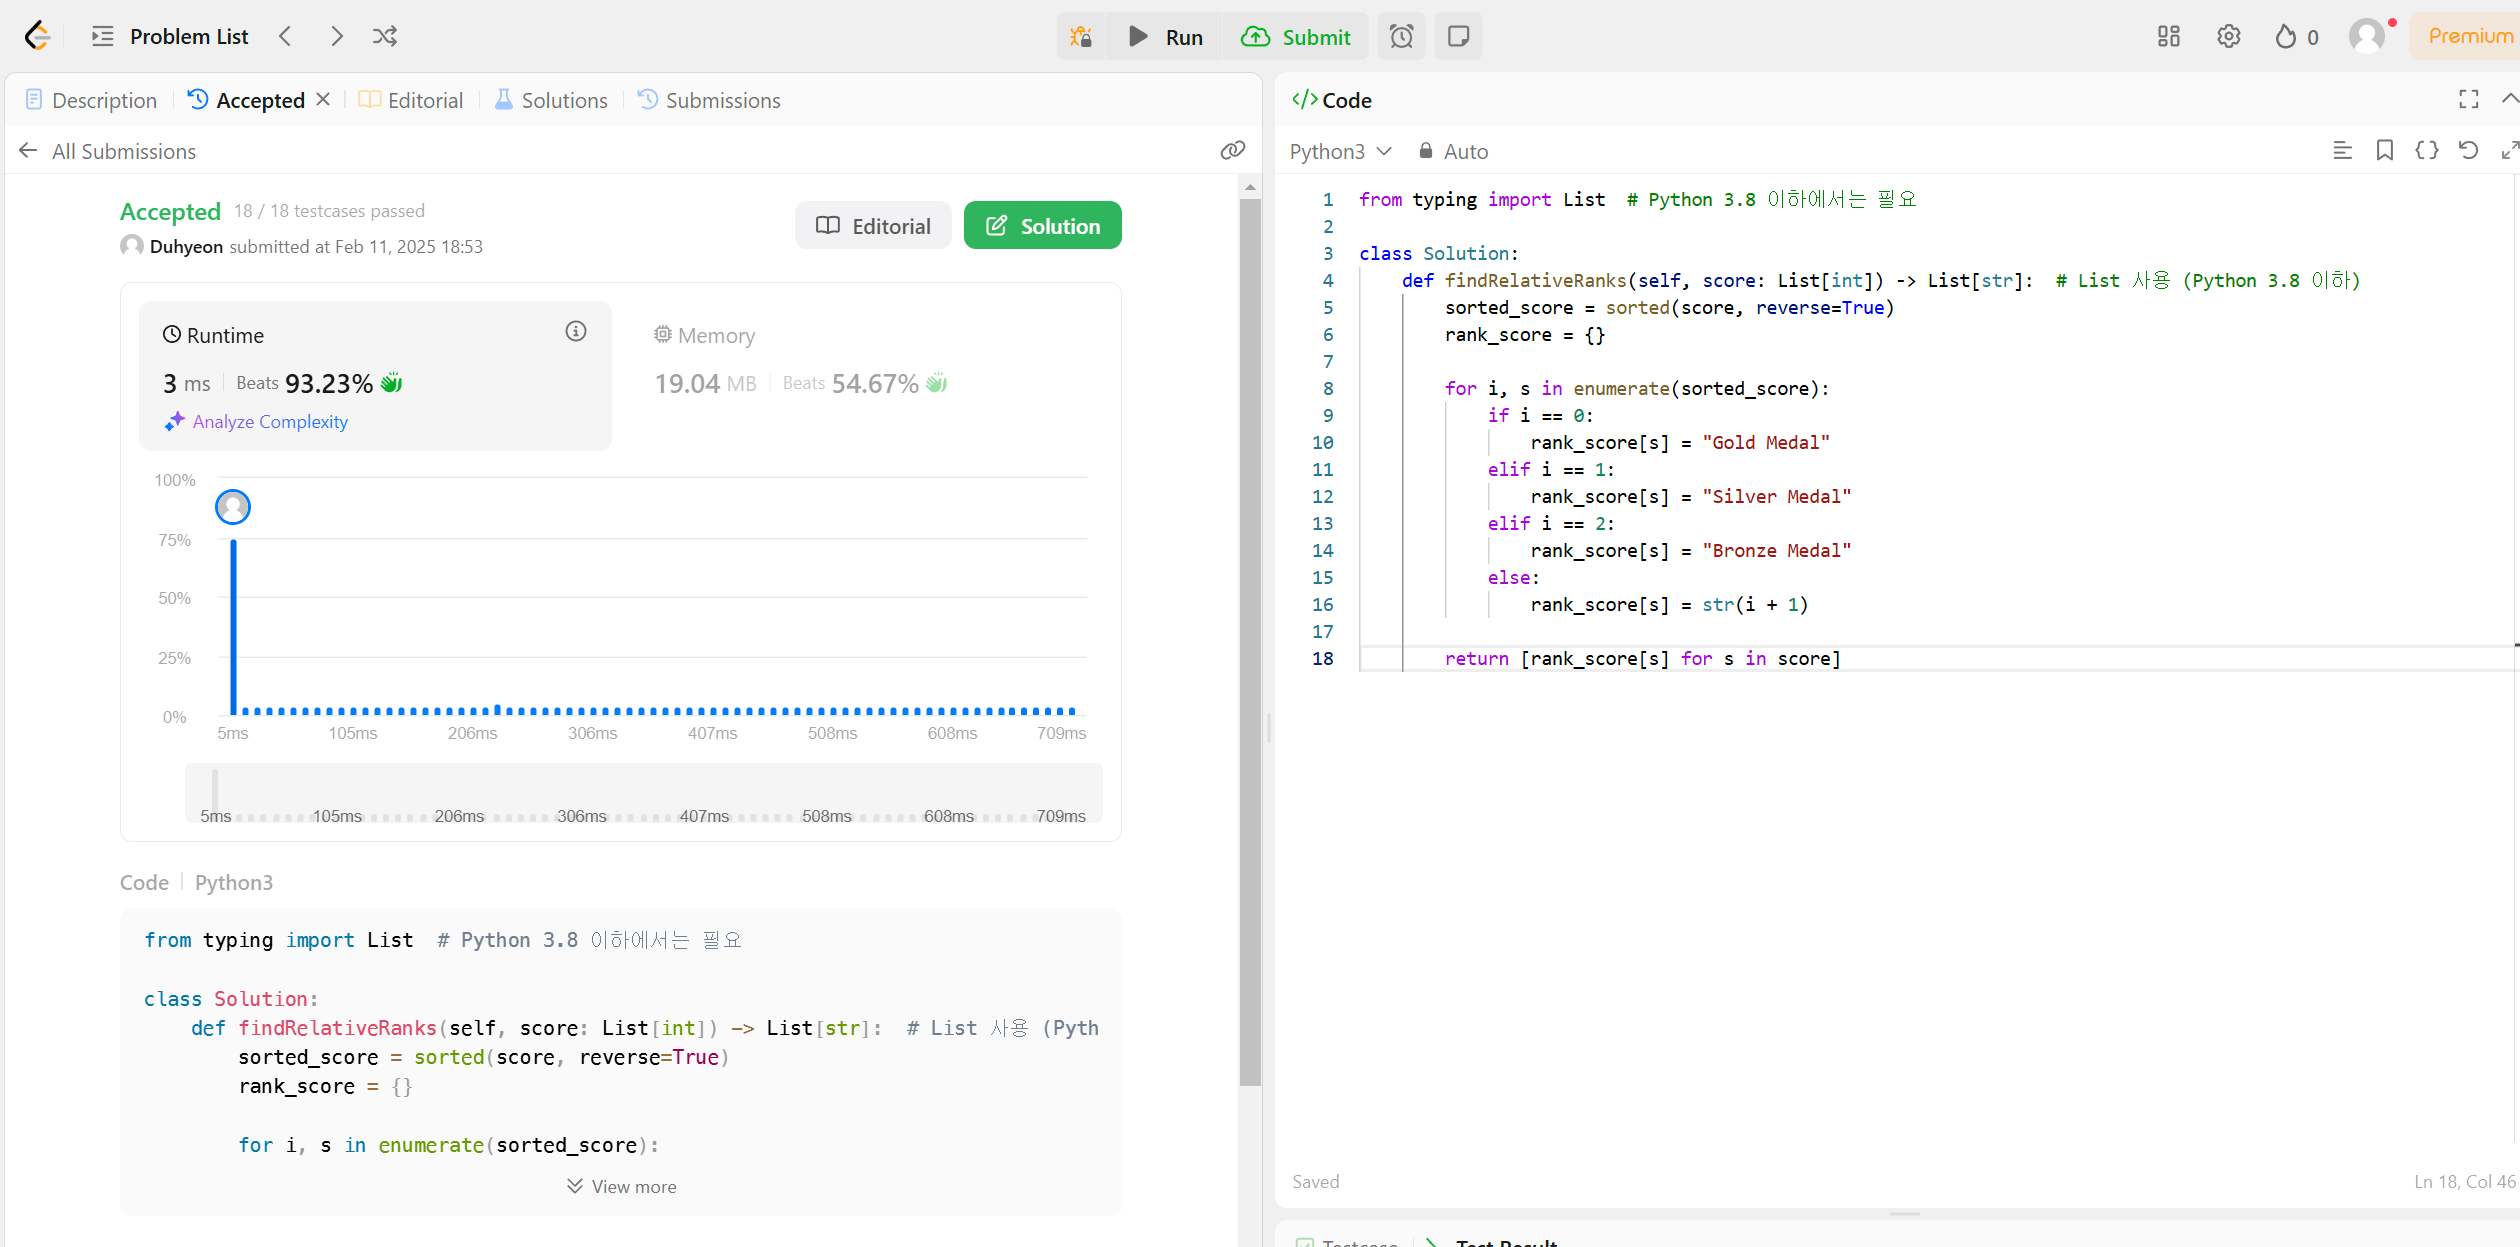 Problem List
Run
Submit
0
Premium
Description
Accepted
Editorial
Solutions
Submissions
All Submissions
Accepted 18 / 18 testcases passed
Duhyeon submitted at Feb 11, 2025 18:53
Editorial
Solution
Runtime
3 ms Beats 93.23%
Analyze Complexity
Memory
19.04 MB Beats 54.67%
100%
75%
50%
25%
0%
5ms 105ms 206ms 306ms 407ms 508ms 608ms 709ms
5ms 105ms 206ms 306ms 407ms 508ms 608ms 709ms
Code Python3
from typing import List  # Python 3.8 이하에서는 필요
class Solution:
    def findRelativeRanks(self, score: List[int]) -> List[str]:  # List 사용 (Pyth
        sorted_score = sorted(score, reverse=True)
        rank_score = {}
        for i, s in enumerate(sorted_score):
View more
</> Code
Python3 Auto
1 from typing import List  # Python 3.8 이하에서는 필요
2
3 class Solution:
4     def findRelativeRanks(self, score: List[int]) -> List[str]:  # List 사용 (Python 3.8 이하)
5         sorted_score = sorted(score, reverse=True)
6         rank_score = {}
7
8         for i, s in enumerate(sorted_score):
9             if i == 0:
10                 rank_score[s] = "Gold Medal"
11             elif i == 1:
12                 rank_score[s] = "Silver Medal"
13             elif i == 2:
14                 rank_score[s] = "Bronze Medal"
15             else:
16                 rank_score[s] = str(i + 1)
17
18         return [rank_score[s] for s in score]
Saved
Ln 18, Col 46
Testcase
Test Result